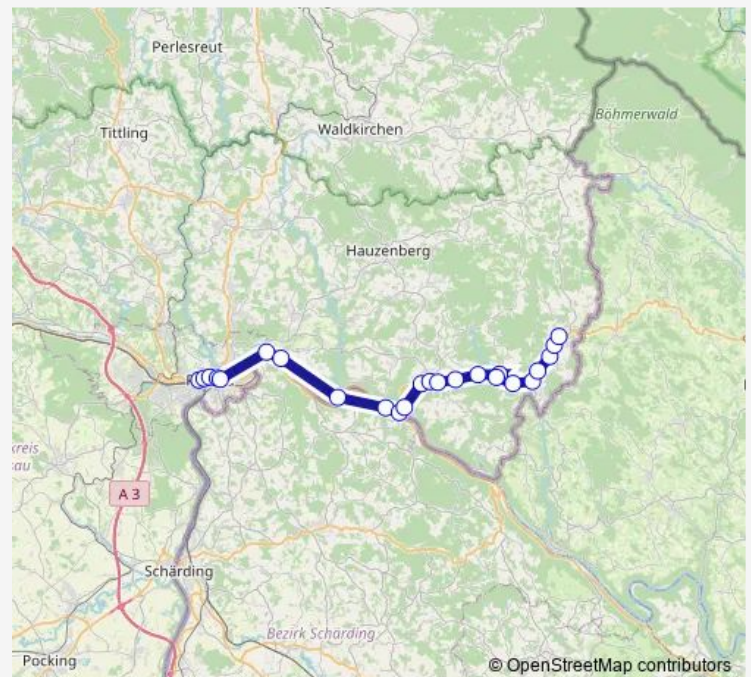 Perlesreut
Tittling
Waldkirchen
Böhmerwald
Hauzenberg
A 3
Schärding
Bezirk Schärding
Pocking
© OpenStreetMap contributors